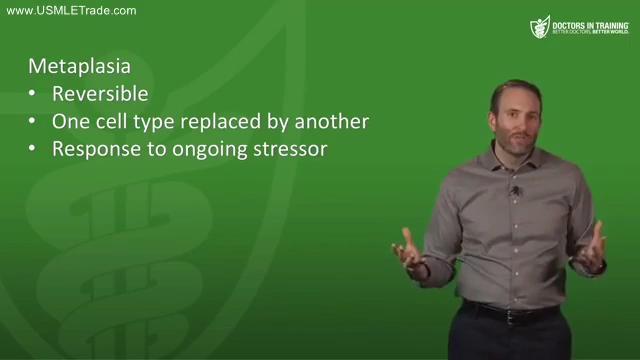 www.USMLETrade.com
DOCTORS IN TRAINING
BETTER DOCTORS. BETTER WORLD.
Metaplasia
• Reversible
• One cell type replaced by another
• Response to ongoing stressor